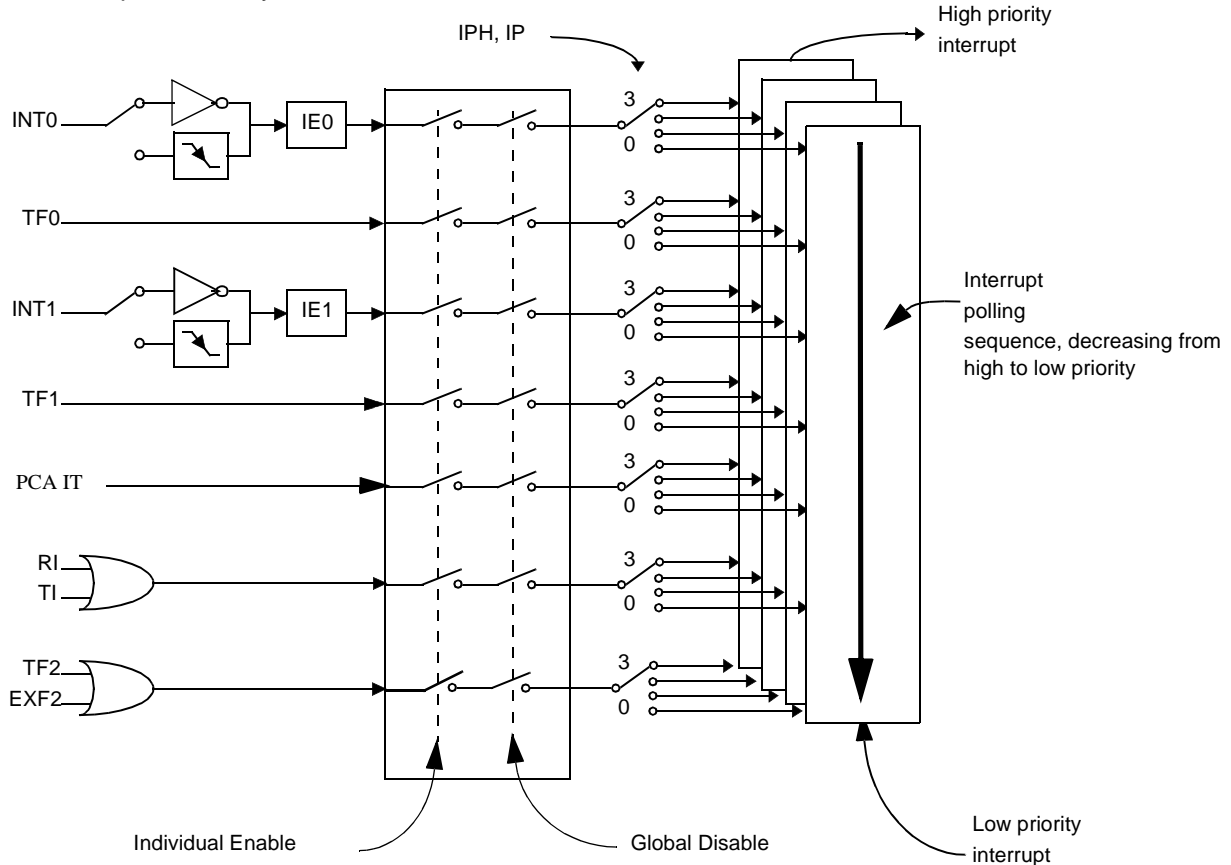 High priority
interrupt
IPH, IP
INT0
IE0
3
0
TF0
3
0
INT1
IE1
3
0
Interrupt
polling
sequence, decreasing from
high to low priority
TF1
3
0
PCA IT
3
0
RI
TI
3
0
TF2
EXF2
3
0
Individual Enable
Global Disable
Low priority
interrupt